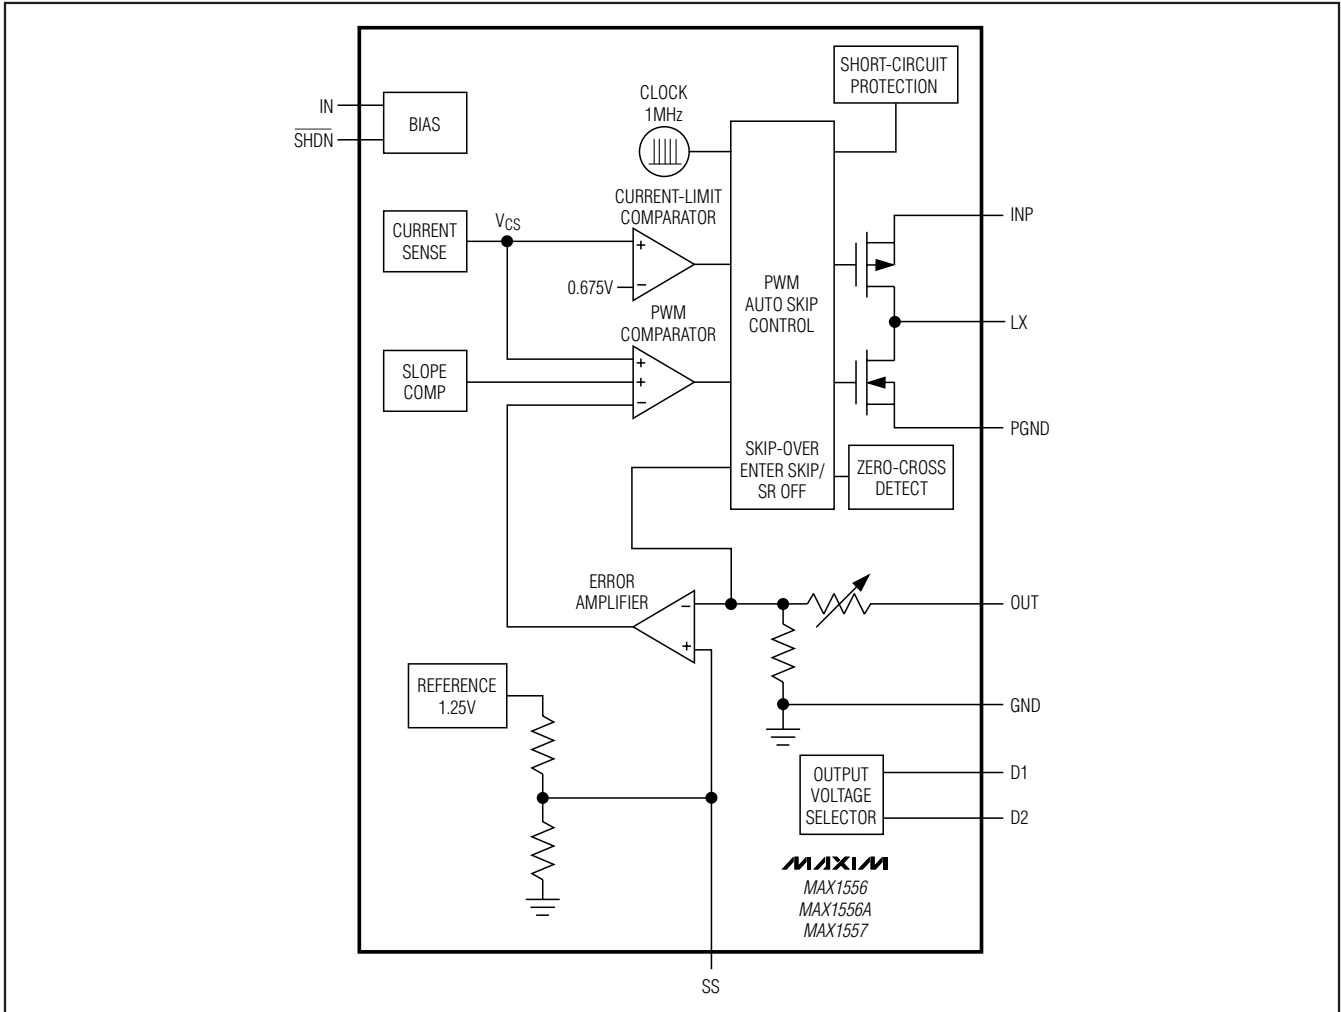 SHORT-CIRCUIT
PROTECTION
CLOCK
1MHz
IN
BIAS
SHDN
CURRENT-LIMIT
COMPARATOR
VCS
CURRENT
SENSE
+
0.675V
−
INP
PWM
AUTO SKIP
CONTROL
PWM
COMPARATOR
LX
SLOPE
COMP
+
+
−
PGND
SKIP-OVER
ENTER SKIP/
SR OFF
ZERO-CROSS
DETECT
ERROR
AMPLIFIER
−
+
OUT
REFERENCE
1.25V
GND
OUTPUT
VOLTAGE
SELECTOR
D1
D2
MAXIM
MAX1556
MAX1556A
MAX1557
SS